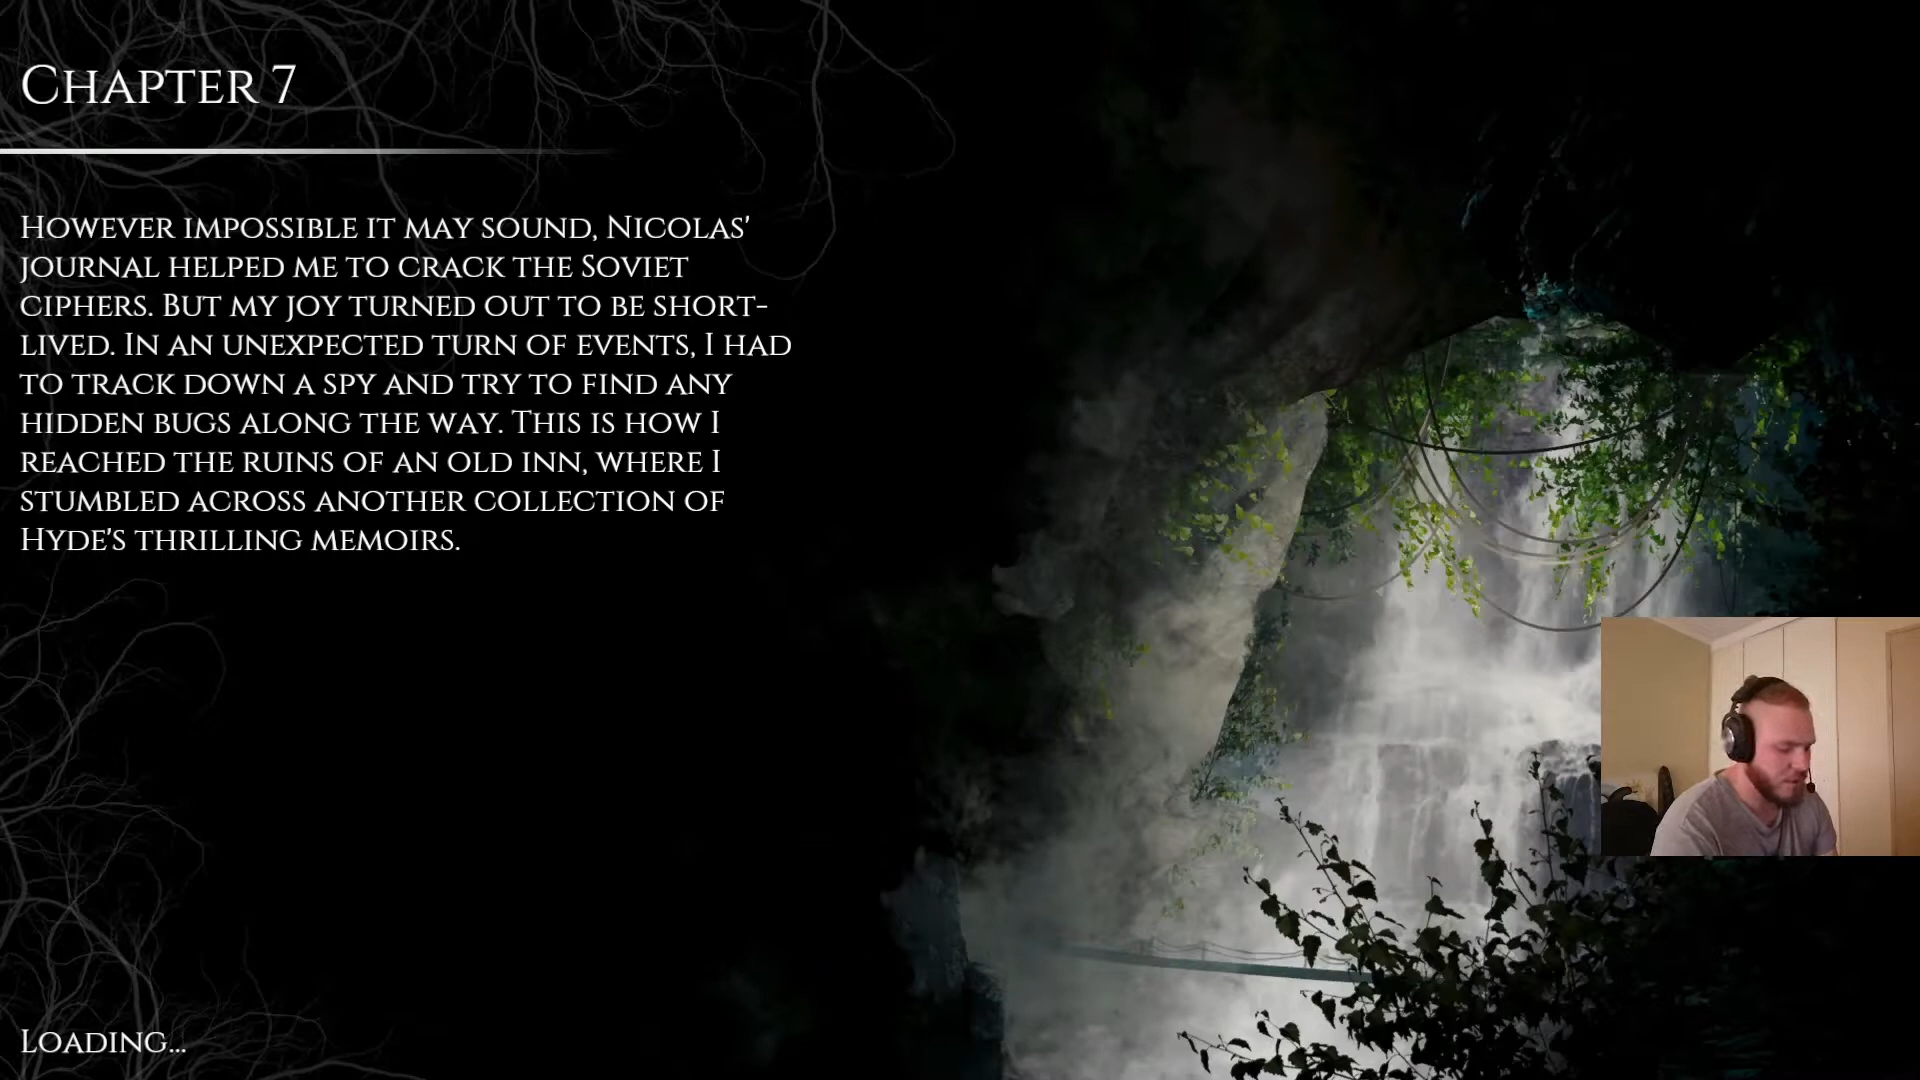 Chapter 7
However impossible it may sound, Nicolas'
journal helped me to crack the Soviet
ciphers. But my joy turned out to be short-
lived. In an unexpected turn of events, I had
to track down a spy and try to find any
hidden bugs along the way. This is how I
reached the ruins of an old inn, where I
stumbled across another collection of
Hyde's thrilling memoirs.
Loading...